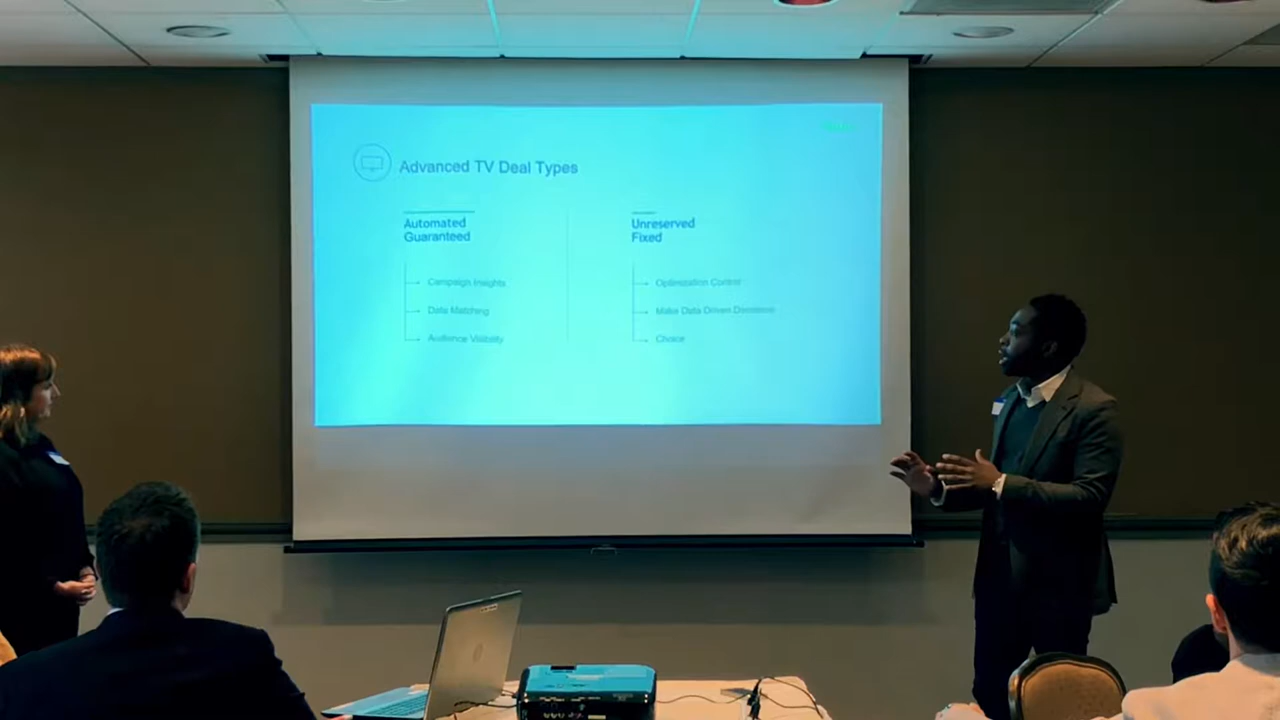 Advanced TV Deal Types
Automated
Guaranteed
Campaign Insights
Data Matching
Audience Visibility
Unreserved
Fixed
Optimization Control
Make Data Driven Decisions
Choice